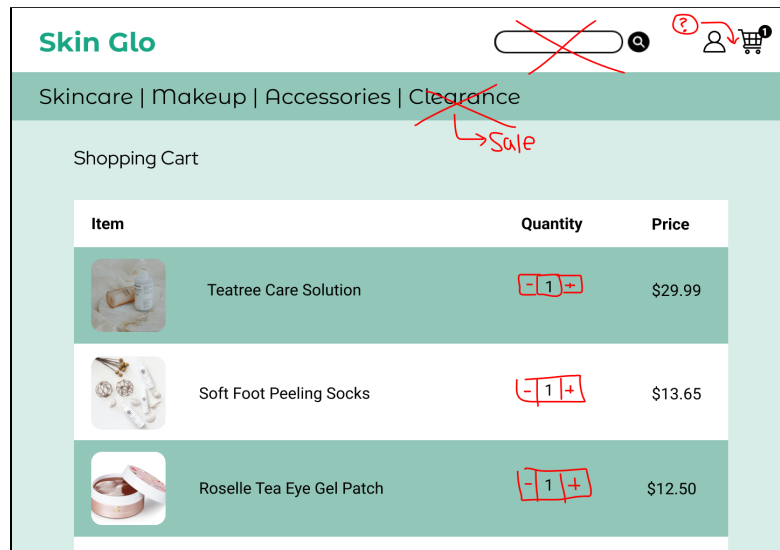 Skin Glo
?
1
Skincare | Makeup | Accessories | Clearance
Sale
Shopping Cart
Item Quantity Price
Teatree Care Solution - 1 + $29.99
Soft Foot Peeling Socks - 1 + $13.65
Roselle Tea Eye Gel Patch - 1 + $12.50